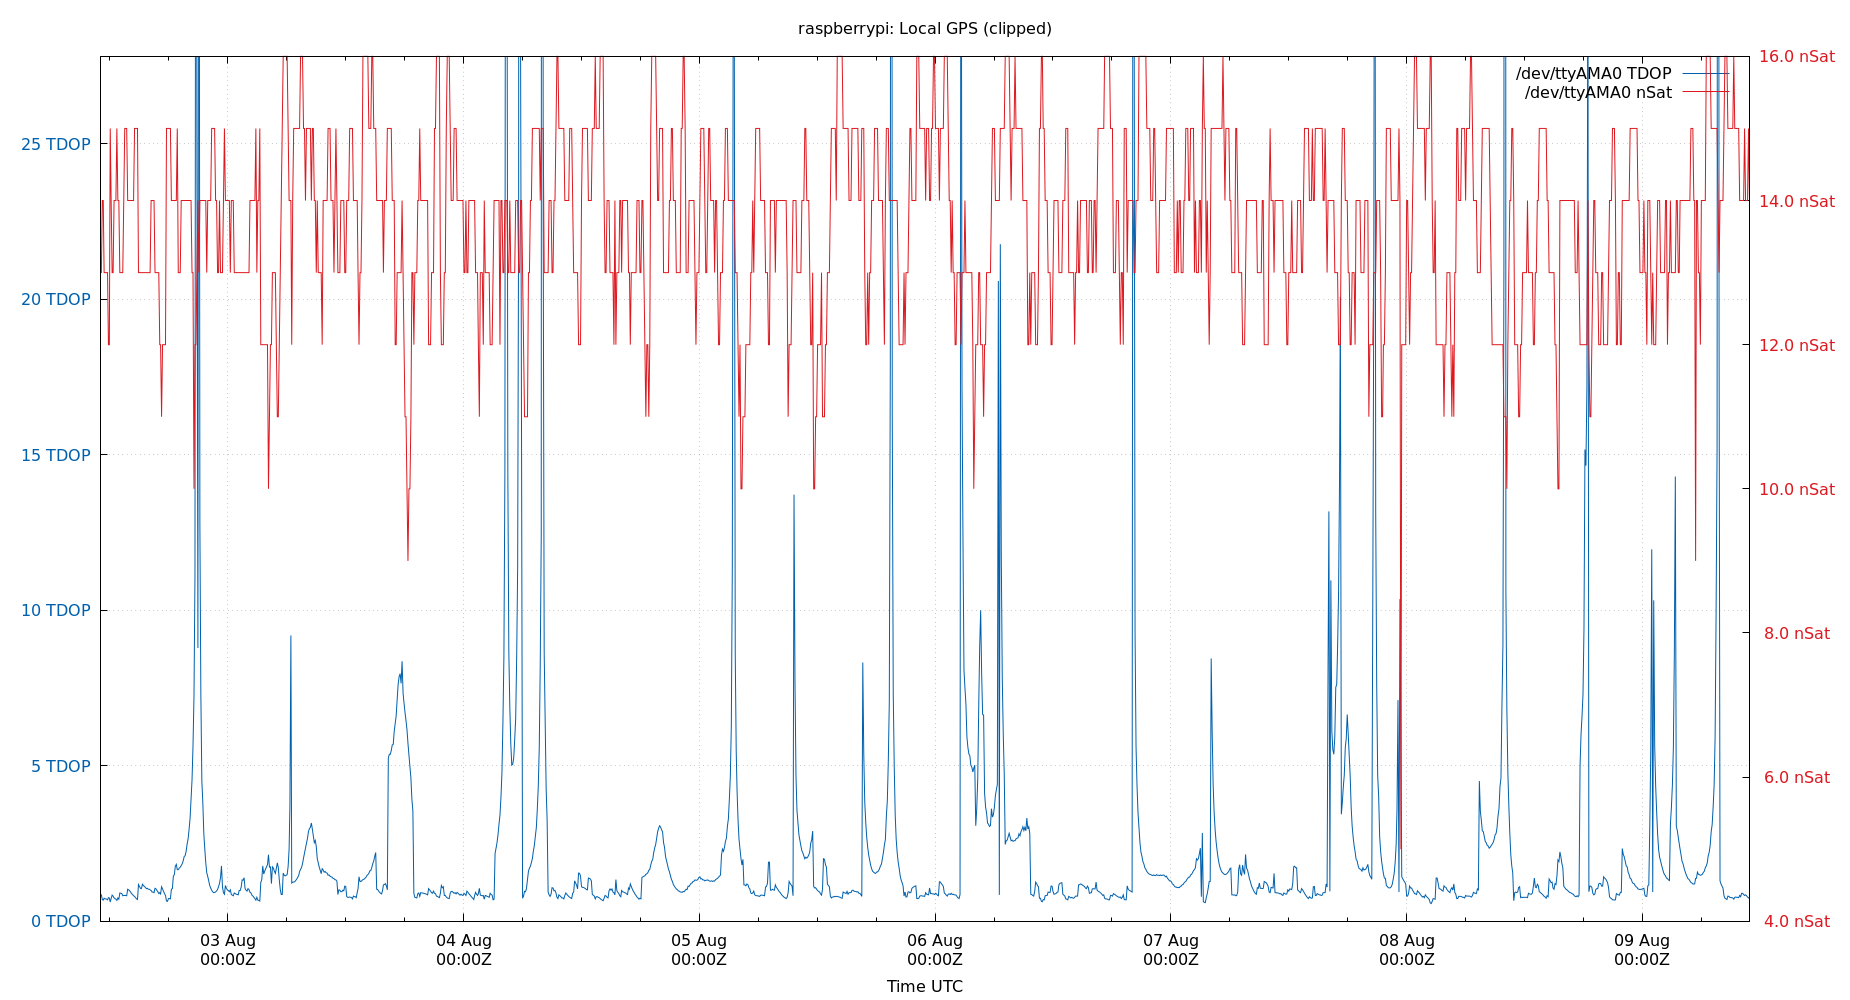 raspberrypi: Local GPS (clipped)
16.0 nSat
/dev/ttyAMA0 TDOP
/dev/ttyAMA0 nSat
25 TDOP
14.0 nSat
20 TDOP
12.0 nSat
15 TDOP
10.0 nSat
10 TDOP
8.0 nSat
5 TDOP
6.0 nSat
0 TDOP
4.0 nSat
03 Aug
00:00Z
04 Aug
00:00Z
05 Aug
00:00Z
06 Aug
00:00Z
07 Aug
00:00Z
08 Aug
00:00Z
09 Aug
00:00Z
Time UTC